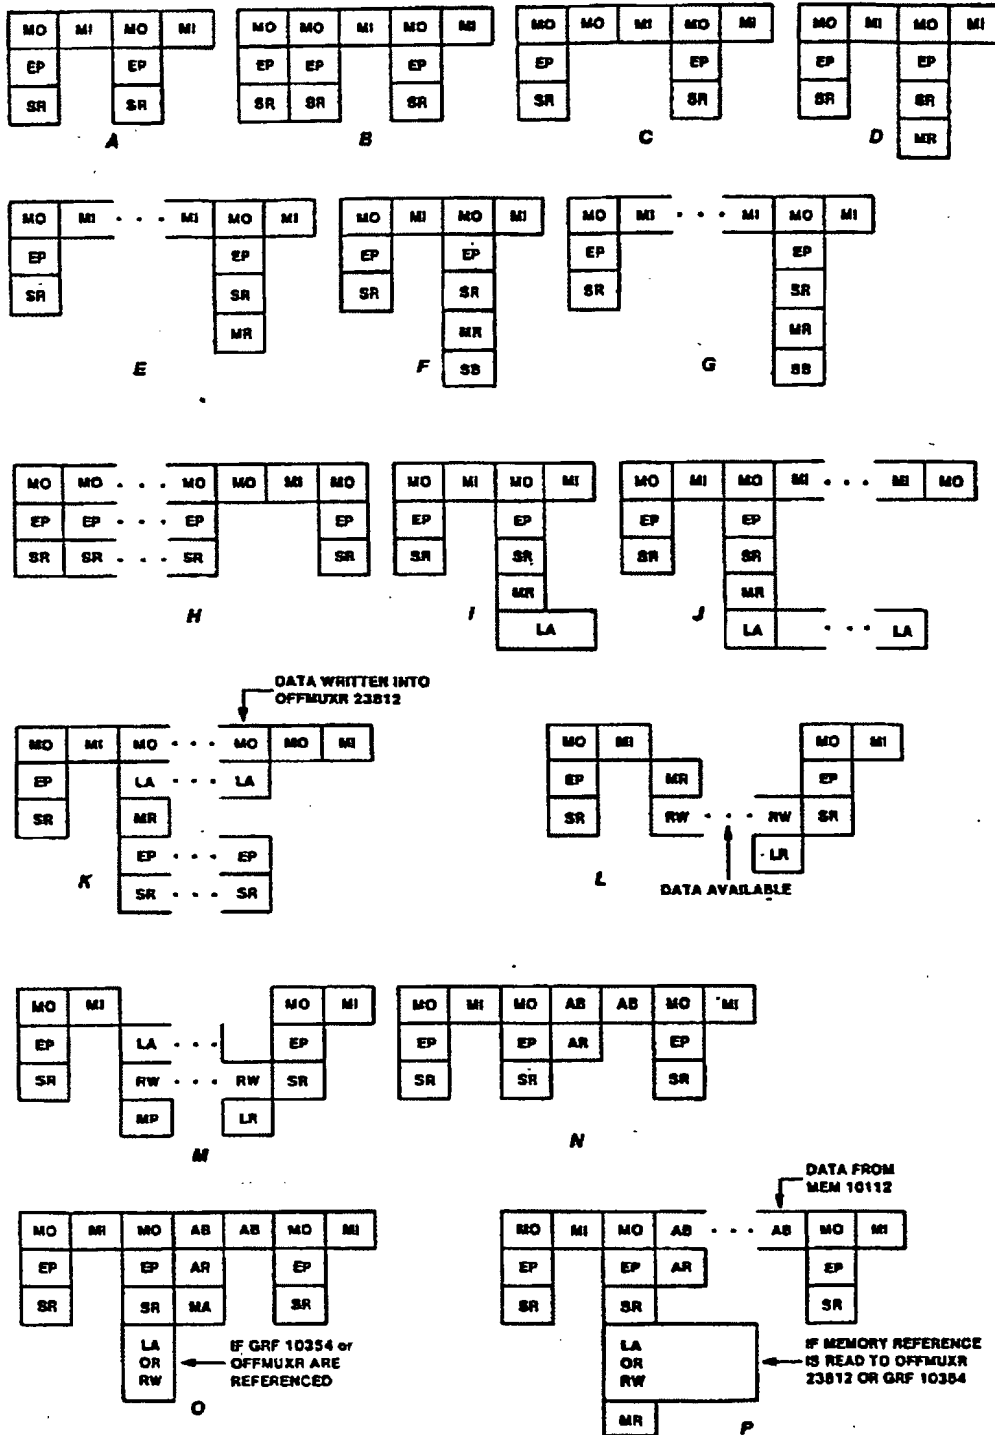 MO MI MO MI
EP EP
SR SR
A
MO MO MI MO MI
EP EP EP
SR SR SR
B
MO MO MI MO MI
EP EP
SR SR
C
MO MI MO MI
EP EP
SR SR
MR
D
MO MI . . . MI MO MI
EP EP
SR SR
MR
E
MO MI MO MI
EP EP
SR SR
MR
SB
F
MO MI . . . MI MO MI
EP EP
SR SR
MR
SB
G
MO MO . . . MO MO MI MO
EP EP . . . EP EP
SR SR . . . SR SR
H
MO MI MO MI
EP EP
SR SR
MR
LA
I
MO MI MO MI . . . MI MO
EP EP
SR SR
MR
LA . . . LA
J
DATA WRITTEN INTO
OFFMUXR 23812
MO MI MO . . . MO MO MI
EP LA . . . LA
SR MR
EP . . . EP
SR . . . SR
K
MO MI MO MI
EP MR EP
SR RW . . . RW SR
LR
DATA AVAILABLE
L
MO MI MO MI
EP LA . . . EP
SR RW . . . RW SR
MP LR
M
MO MI MO AB AB MO MI
EP EP AR EP
SR SR SR
N
MO MI MO AB AB MO MI
EP EP AR EP
SR SR MA SR
LA
OR
RW
IF GRF 10354 or
OFFMUXR ARE
REFERENCED
O
DATA FROM
MEM 10112
MO MI MO AB . . . AB MO MI
EP EP AR EP
SR SR SR
LA
OR
RW
IF MEMORY REFERENCE
IS READ TO OFFMUXR
23812 OR GRF 10354
MR
P